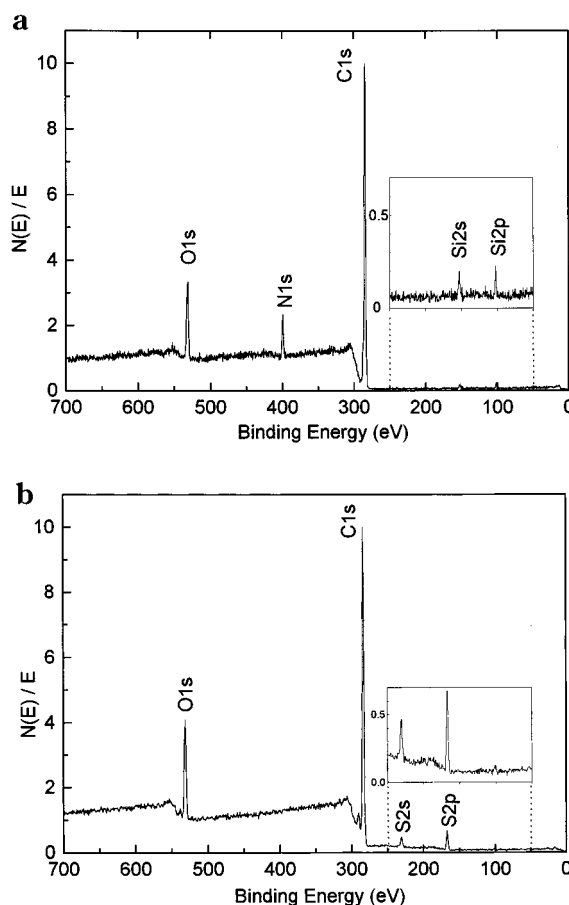 a
C1s
10
8
6
4
2
0
N(E) / E
O1s
N1s
0.5
0
Si2s
Si2p
700 600 500 400 300 200 100 0
Binding Energy (eV)
b
C1s
10
8
6
4
2
0
N(E) / E
O1s
0.5
0.0
S2s
S2p
700 600 500 400 300 200 100 0
Binding Energy (eV)